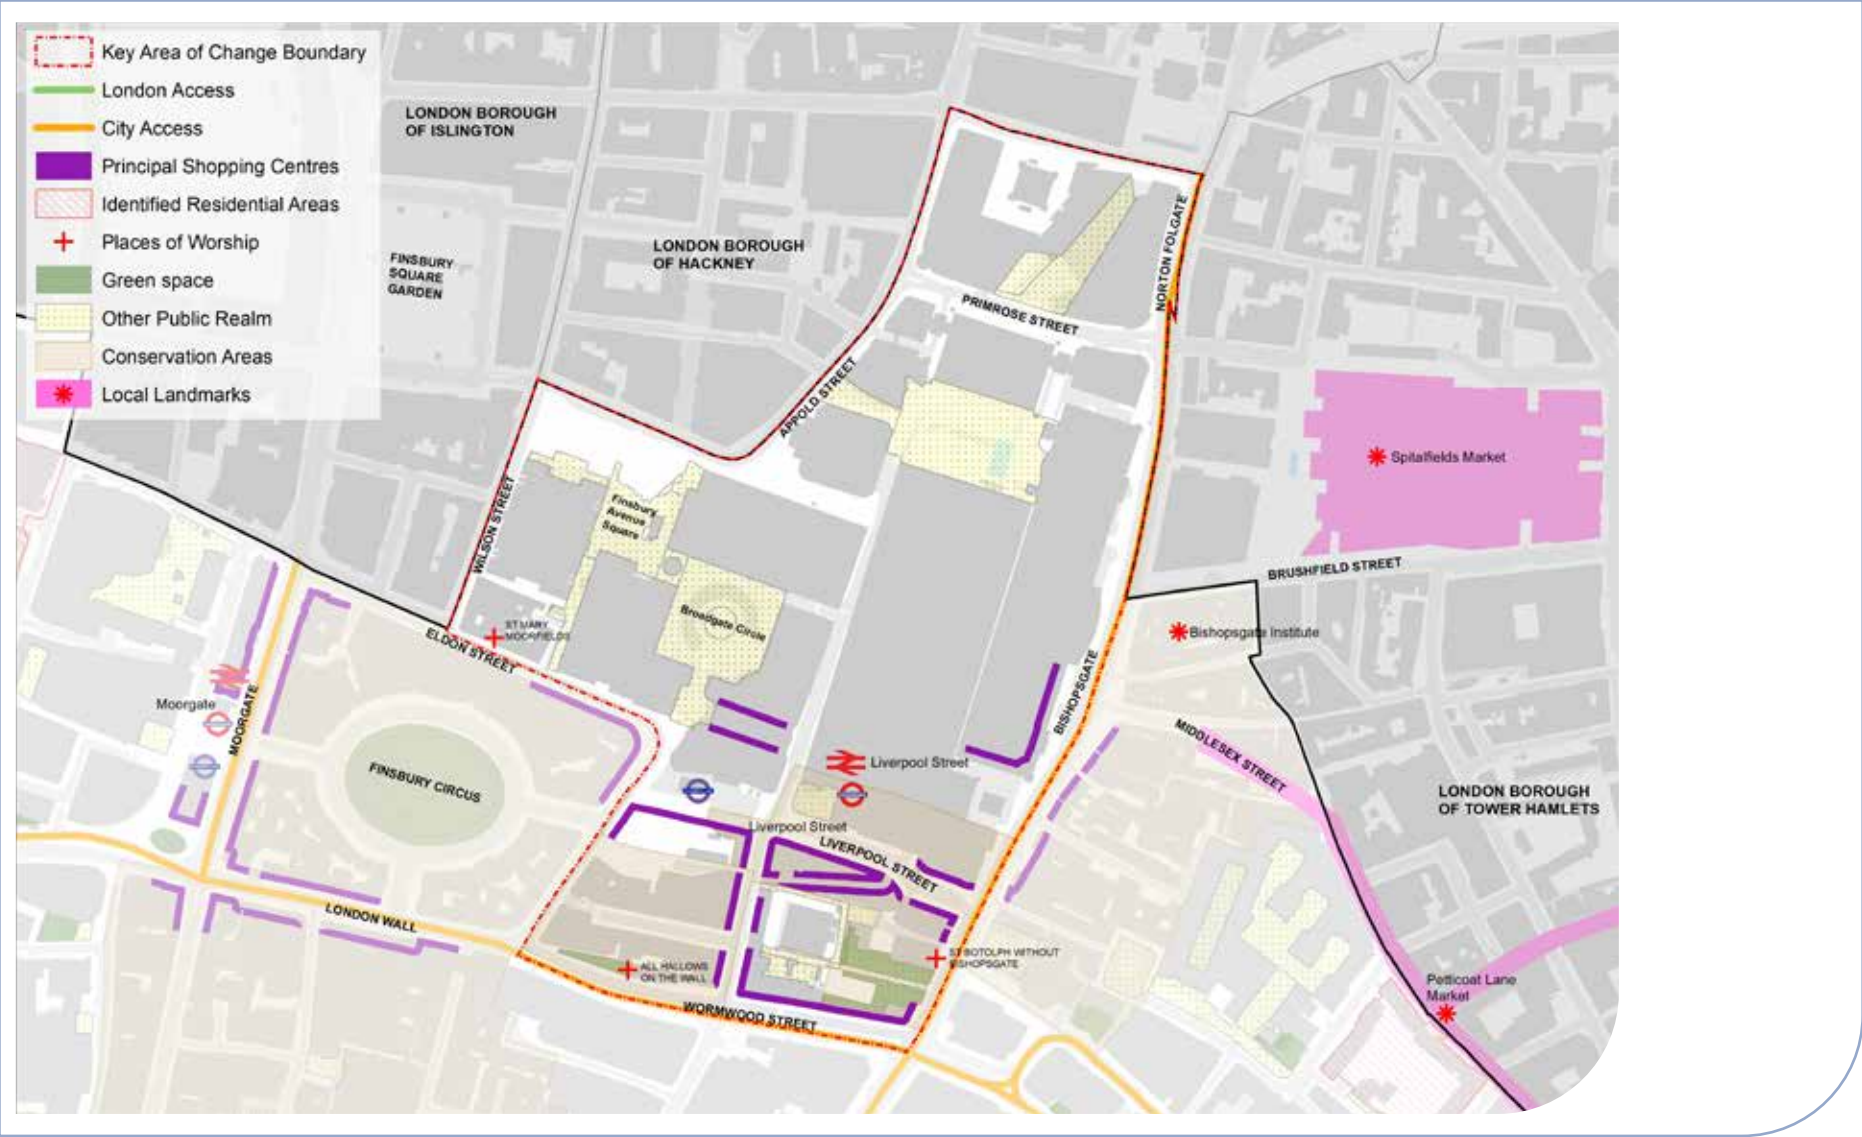 Key Area of Change Boundary
London Access
City Access
Principal Shopping Centres
Identified Residential Areas
Places of Worship
Green space
Other Public Realm
Conservation Areas
Local Landmarks
LONDON BOROUGH
OF ISLINGTON
LONDON BOROUGH
OF HACKNEY
FINSBURY
SQUARE
GARDEN
NORTON FOLGATE
PRIMROSE STREET
APPOLD STREET
Spitalfields Market
WILSON STREET
Finsbury
Avenue
Square
BRUSHFIELD STREET
Broadgate Circle
ST MARY
MOORFIELDS
ELDON STREET
Bishopsgate Institute
BISHOPSGATE
Moorgate
MOORGATE
FINSBURY CIRCUS
MIDDLESEX STREET
Liverpool Street
LONDON BOROUGH
OF TOWER HAMLETS
Liverpool Street
LIVERPOOL STREET
LONDON WALL
ALL HALLOWS
ON THE WALL
ST BOTOLPH WITHOUT
BISHOPSGATE
WORMWOOD STREET
Petticoat Lane
Market